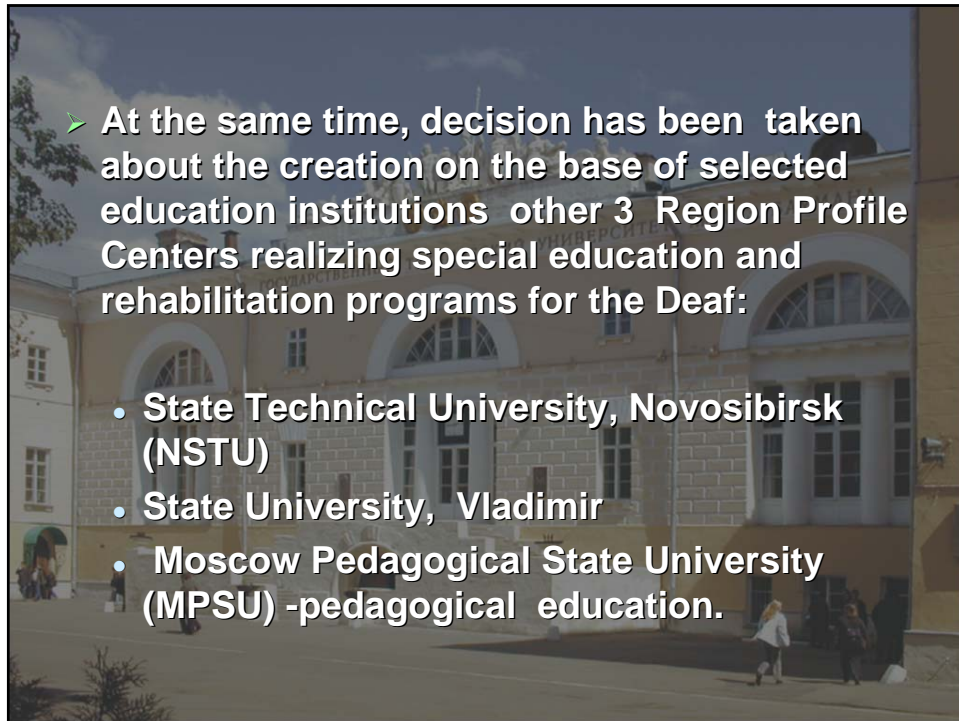 At the same time, decision has been taken
about the creation on the base of selected
education institutions other 3 Region Profile
Centers realizing special education and
rehabilitation programs for the Deaf:
State Technical University, Novosibirsk
(NSTU)
State University, Vladimir
Moscow Pedagogical State University
(MPSU) -pedagogical education.